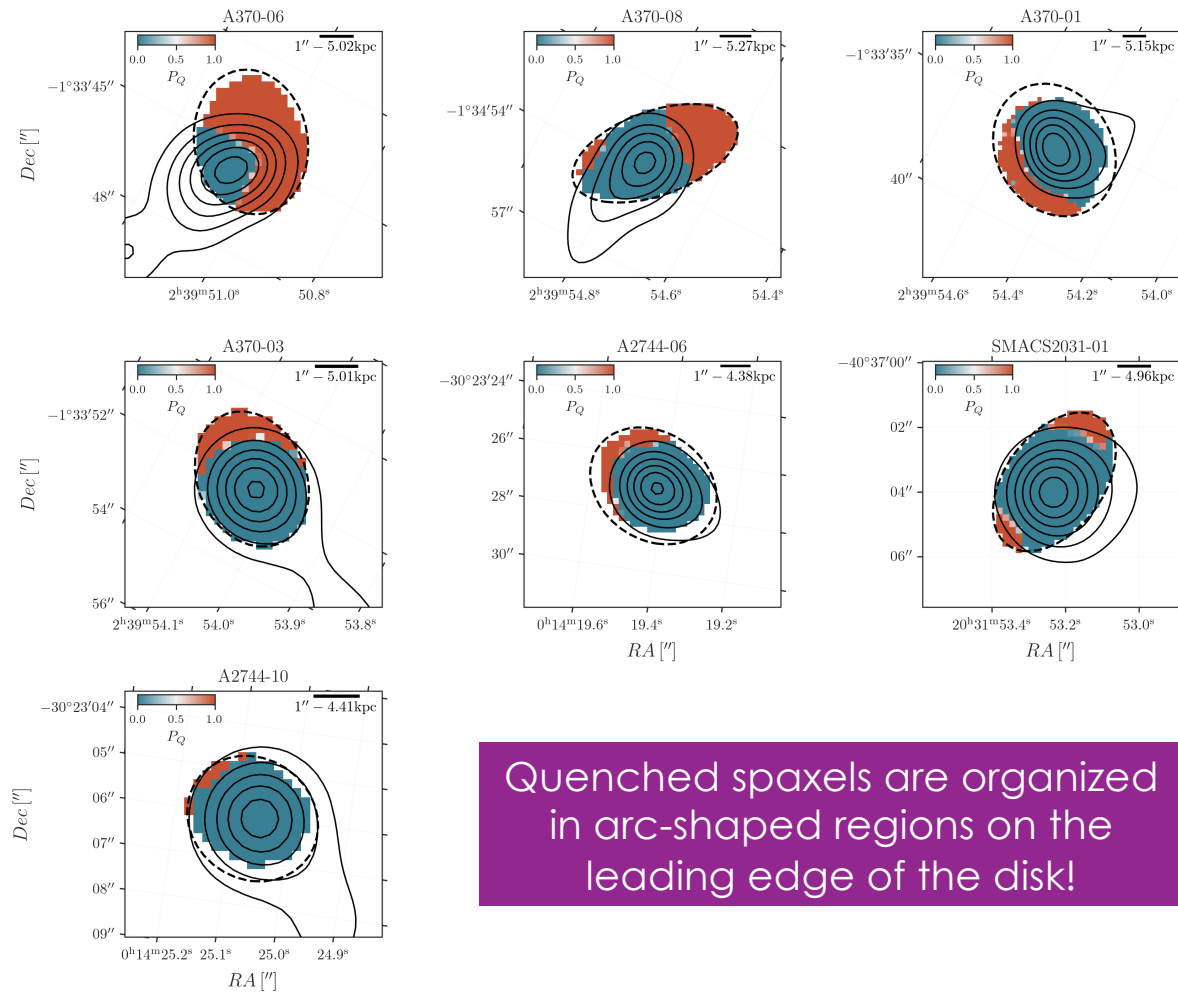 A370-06
0.0 0.5 1.0
P_Q
1′′ − 5.02kpc
−1°33′45′′
48′′
Dec [′′]
2ʰ39ᵐ51.0ˢ 50.8ˢ
A370-08
0.0 0.5 1.0
P_Q
1′′ − 5.27kpc
−1°34′54′′
57′′
2ʰ39ᵐ54.8ˢ 54.6ˢ 54.4ˢ
A370-01
0.0 0.5 1.0
P_Q
1′′ − 5.15kpc
−1°33′35′′
40′′
2ʰ39ᵐ54.6ˢ 54.4ˢ 54.2ˢ 54.0ˢ
A370-03
0.0 0.5 1.0
P_Q
1′′ − 5.01kpc
−1°33′52′′
54′′
56′′
Dec [′′]
2ʰ39ᵐ54.1ˢ 54.0ˢ 53.9ˢ 53.8ˢ
A2744-06
0.0 0.5 1.0
P_Q
1′′ − 4.38kpc
−30°23′24′′
26′′
28′′
30′′
0ʰ14ᵐ19.6ˢ 19.4ˢ 19.2ˢ
RA [′′]
SMACS2031-01
0.0 0.5 1.0
P_Q
1′′ − 4.96kpc
−40°37′00′′
02′′
04′′
06′′
20ʰ31ᵐ53.4ˢ 53.2ˢ 53.0ˢ
RA [′′]
A2744-10
0.0 0.5 1.0
P_Q
1′′ − 4.41kpc
−30°23′04′′
05′′
06′′
07′′
08′′
09′′
Dec [′′]
0ʰ14ᵐ25.2ˢ 25.1ˢ 25.0ˢ 24.9ˢ
RA [′′]
Quenched spaxels are organized
in arc-shaped regions on the
leading edge of the disk!